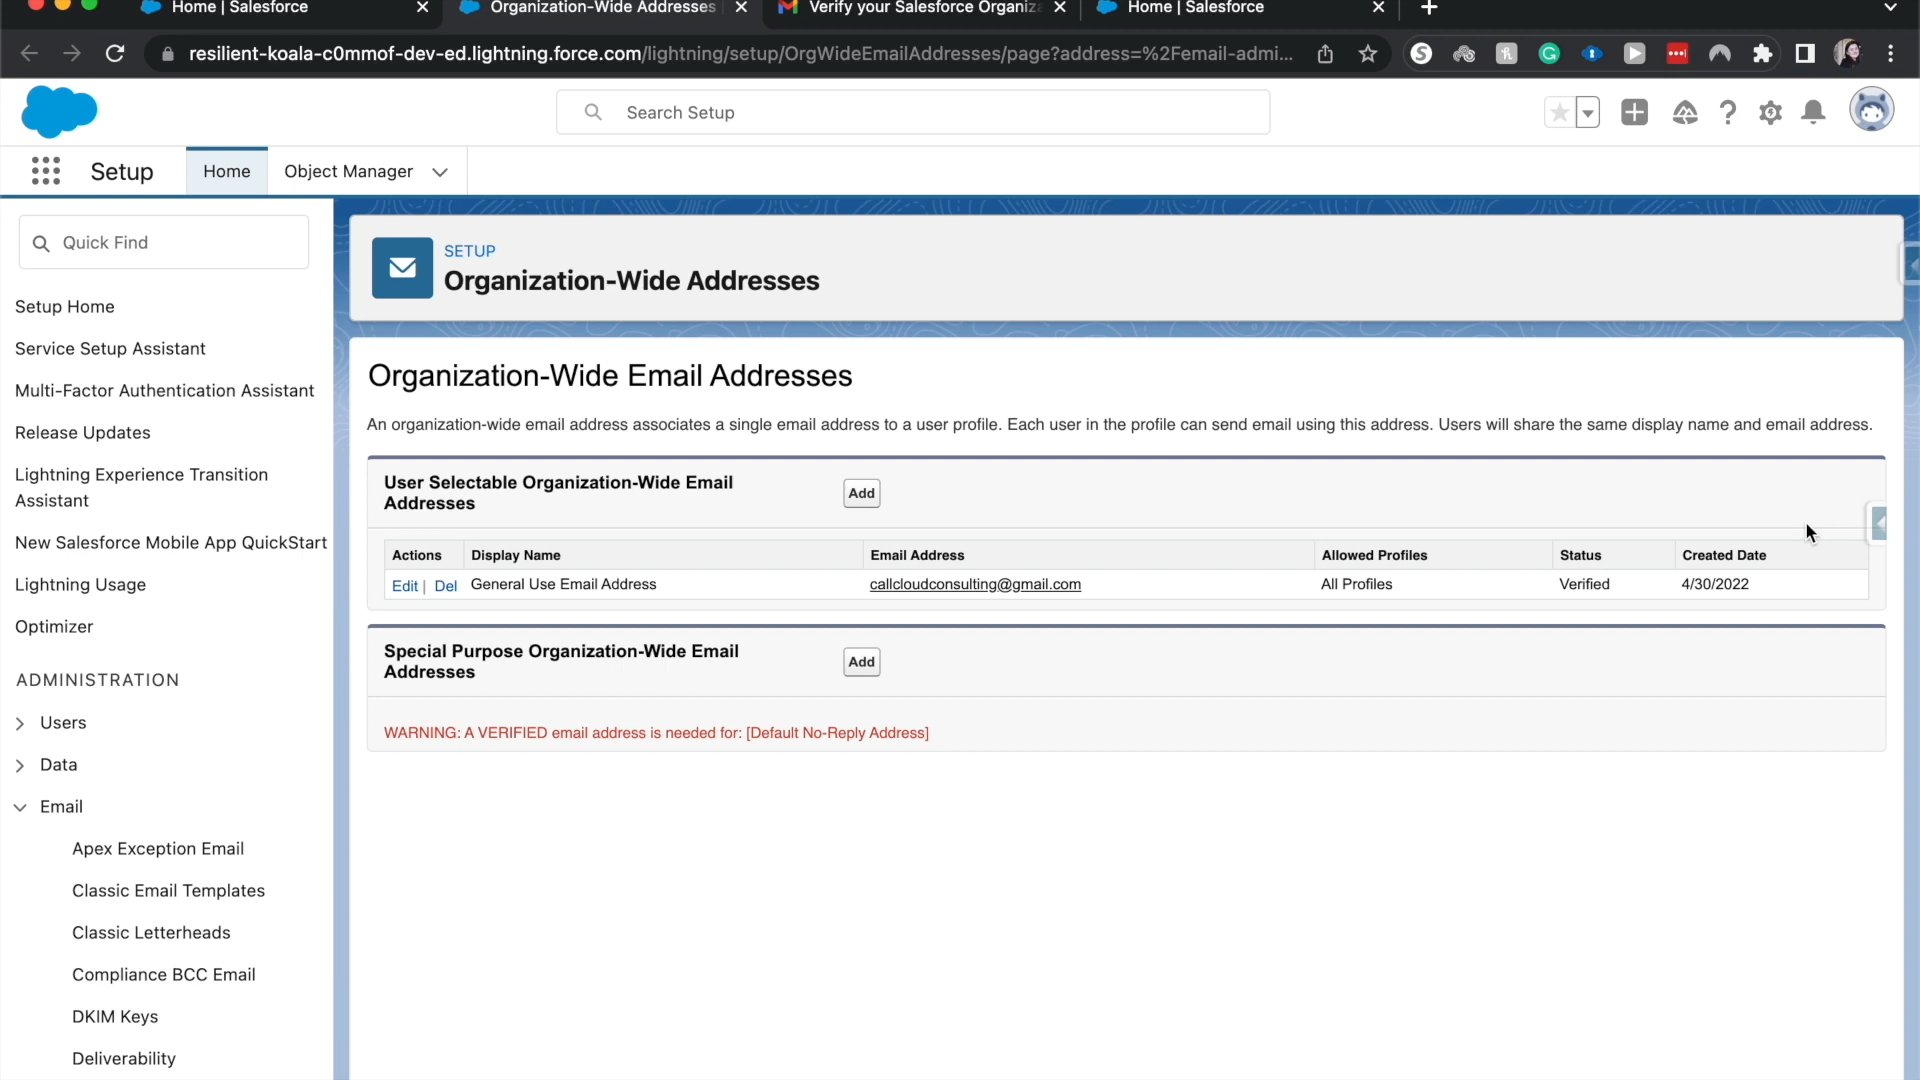 Home | Salesforce
Organization-Wide Addresses
Verify your Salesforce Organiz
Home | Salesforce
resilient-koala-c0mmof-dev-ed.lightning.force.com/lightning/setup/OrgWideEmailAddresses/page?address=%2Femail-admi...
Search Setup
Setup
Home
Object Manager
Quick Find
Setup Home
Service Setup Assistant
Multi-Factor Authentication Assistant
Release Updates
Lightning Experience Transition
Assistant
New Salesforce Mobile App QuickStart
Lightning Usage
Optimizer
ADMINISTRATION
Users
Data
Email
Apex Exception Email
Classic Email Templates
Classic Letterheads
Compliance BCC Email
DKIM Keys
Deliverability
SETUP
Organization-Wide Addresses
Organization-Wide Email Addresses
An organization-wide email address associates a single email address to a user profile. Each user in the profile can send email using this address. Users will share the same display name and email address.
User Selectable Organization-Wide Email
Addresses
Add
Actions Display Name Email Address Allowed Profiles Status Created Date
Edit | Del General Use Email Address callcloudconsulting@gmail.com All Profiles Verified 4/30/2022
Special Purpose Organization-Wide Email
Addresses
Add
WARNING: A VERIFIED email address is needed for: [Default No-Reply Address]